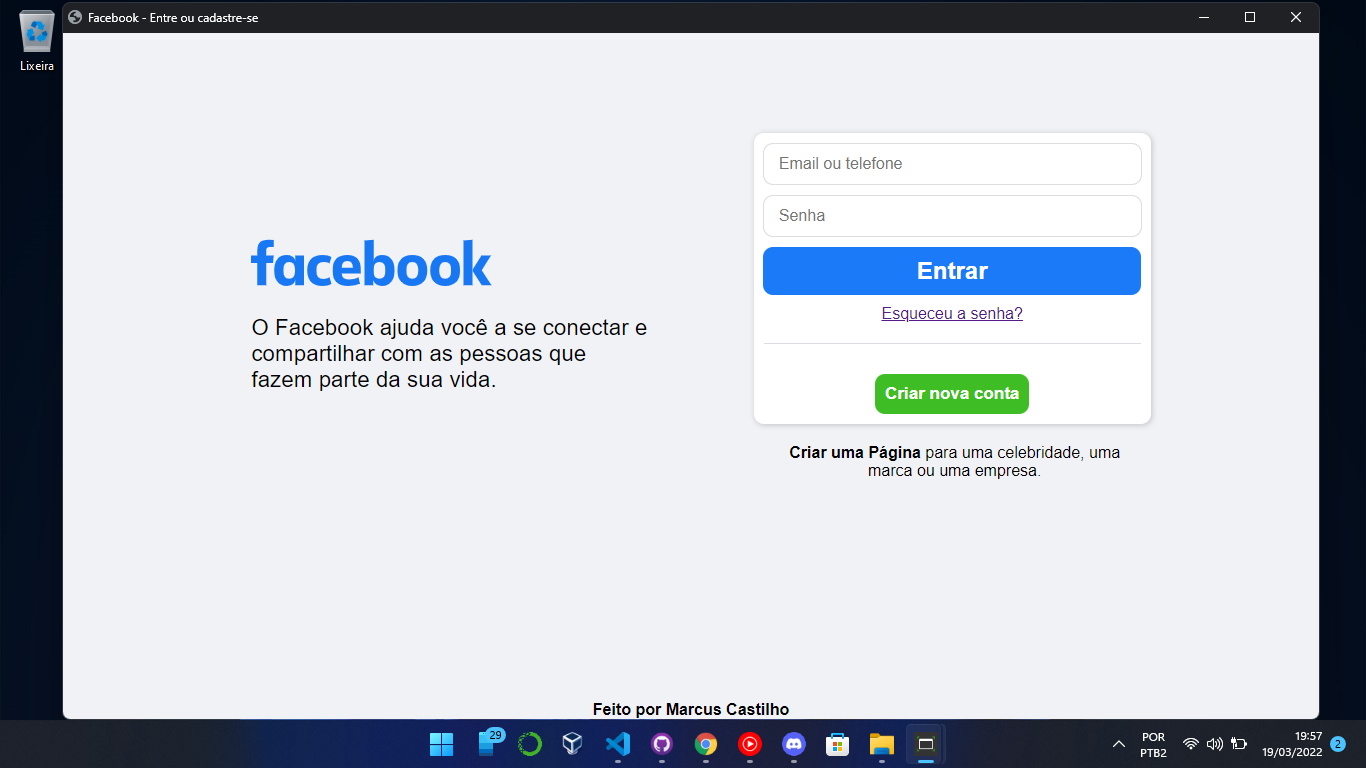 Facebook - Entre ou cadastre-se
Lixeira
Email ou telefone
Senha
Entrar
Esqueceu a senha?
Criar nova conta
facebook
O Facebook ajuda você a se conectar e
compartilhar com as pessoas que
fazem parte da sua vida.
Criar uma Página para uma celebridade, uma
marca ou uma empresa.
Feito por Marcus Castilho
29
POR
PTB2
19:57
19/03/2022
2